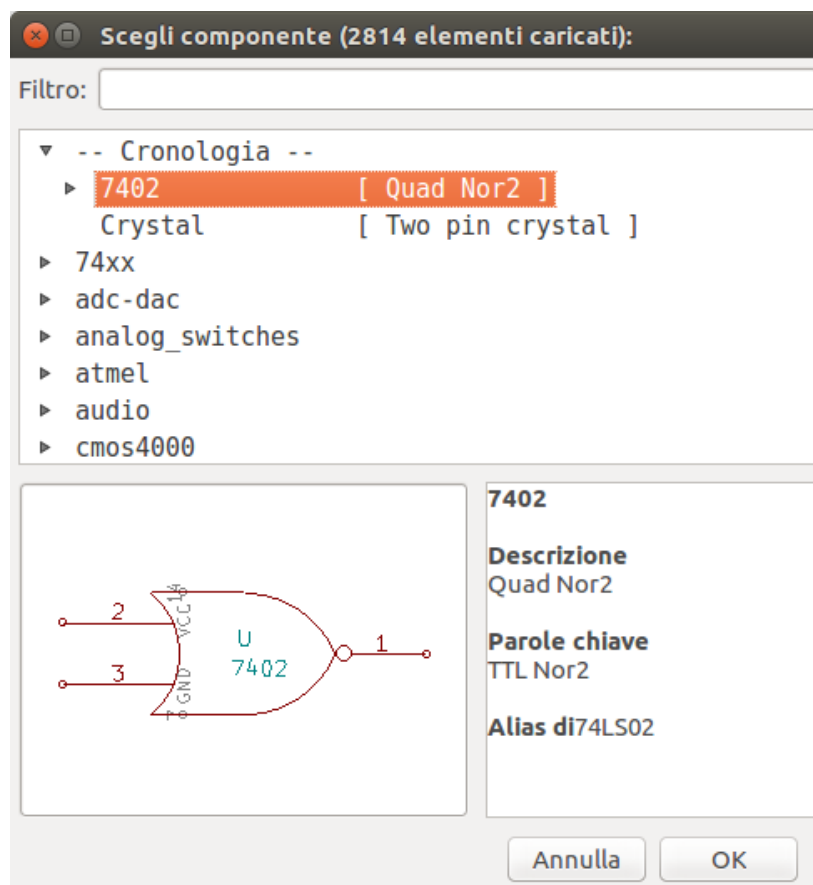 Scegli componente (2814 elementi caricati):
Filtro:
-- Cronologia --
7402 [ Quad Nor2 ]
Crystal [ Two pin crystal ]
74xx
adc-dac
analog_switches
atmel
audio
cmos4000
2
3
VCC
14
GND
7
U
7402
1
7402
Descrizione
Quad Nor2
Parole chiave
TTL Nor2
Alias di74LS02
Annulla
OK